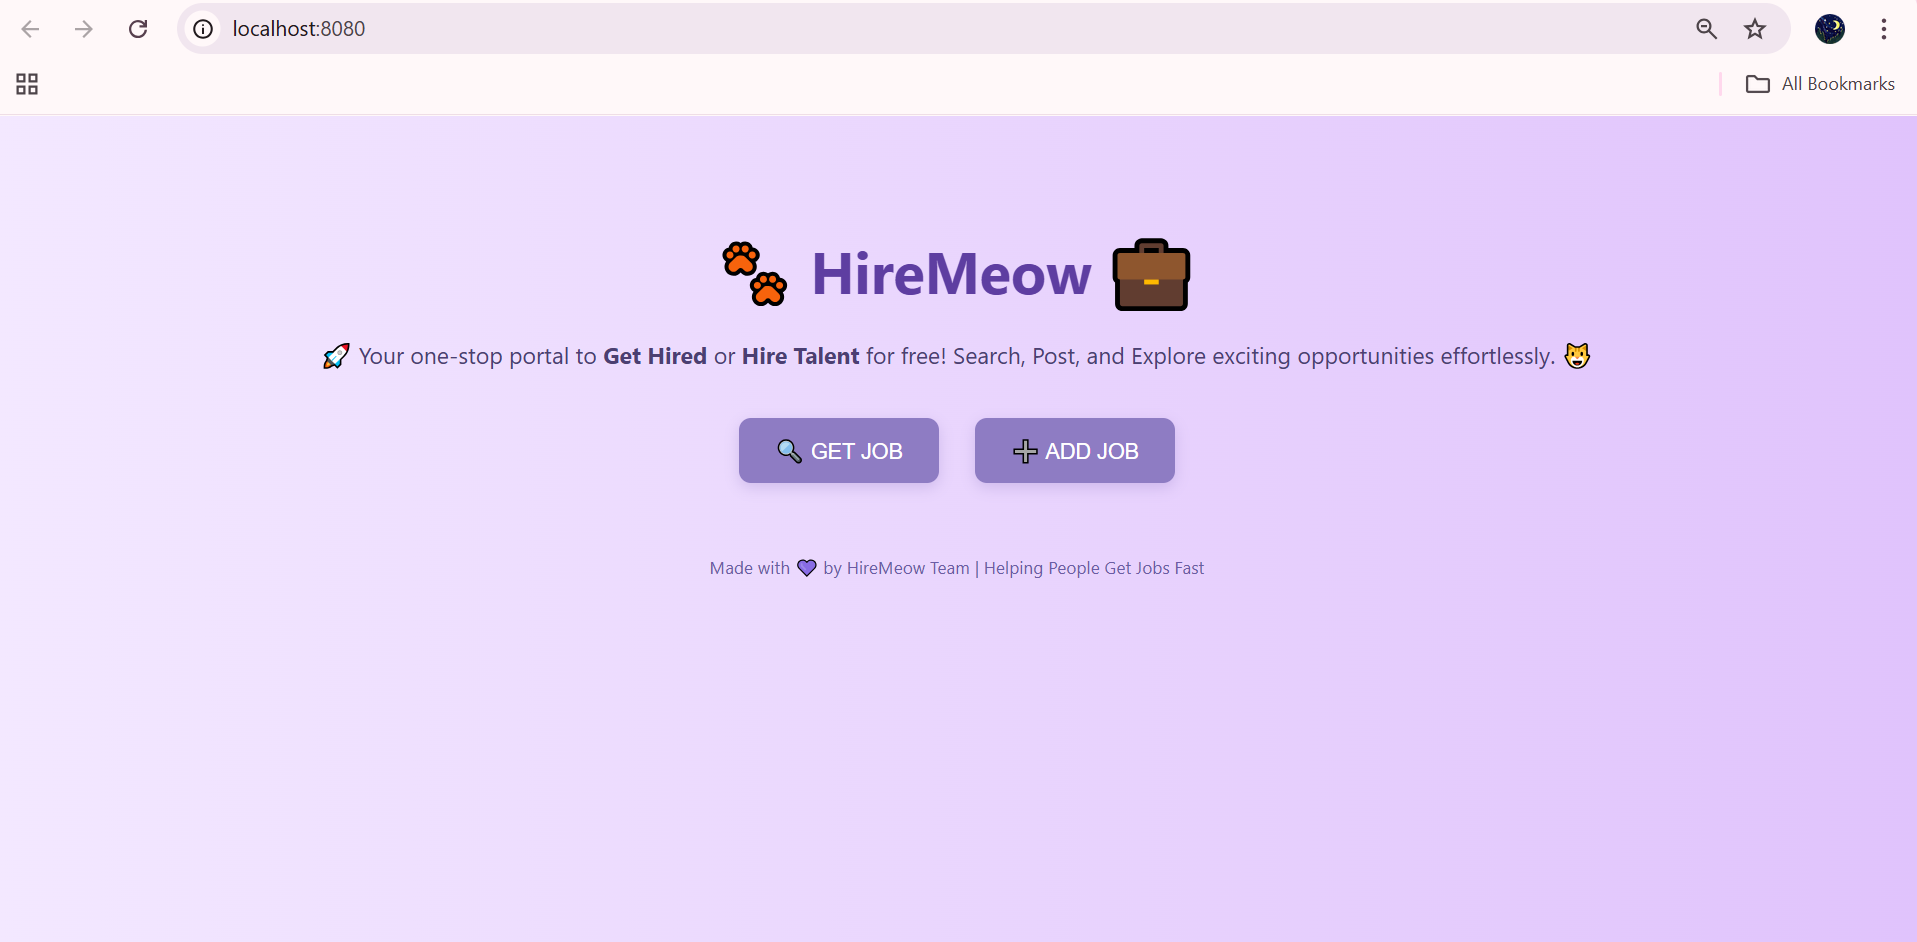 localhost:8080
All Bookmarks
🐾 HireMeow 💼
🚀 Your one-stop portal to Get Hired or Hire Talent for free! Search, Post, and Explore exciting opportunities effortlessly. 😺
🔍 GET JOB
➕ ADD JOB
Made with 💜 by HireMeow Team | Helping People Get Jobs Fast